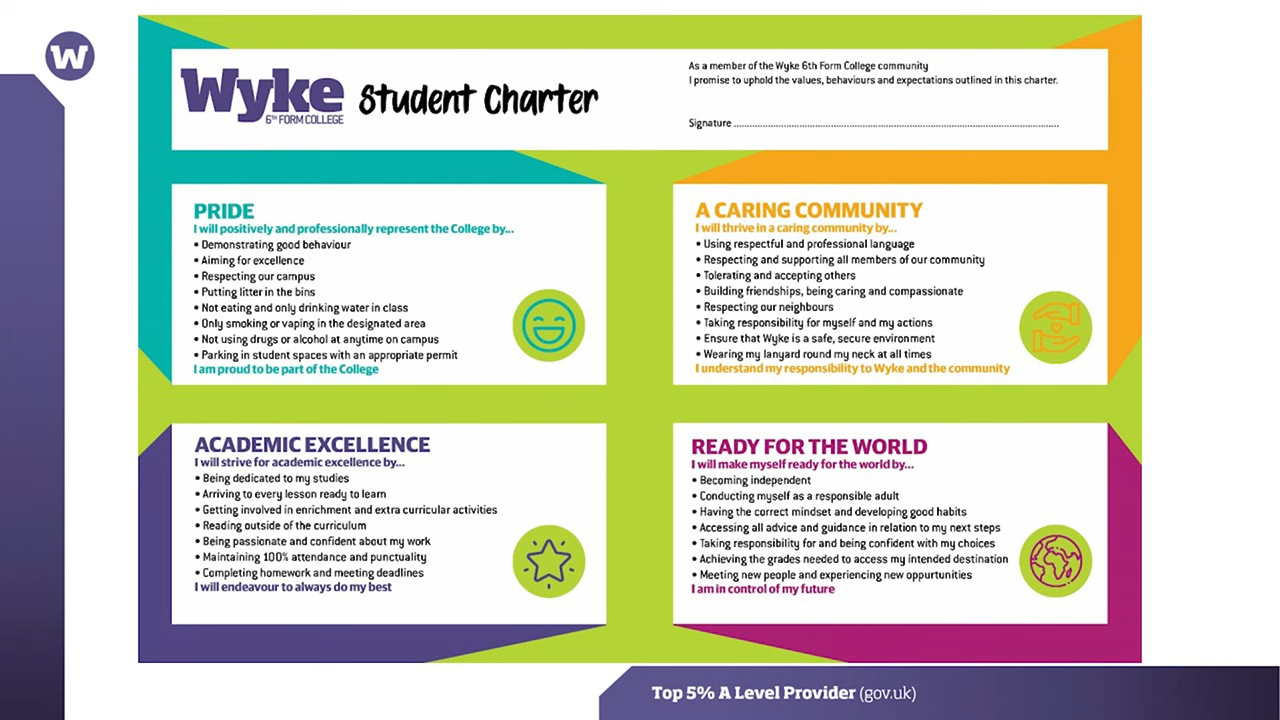 W
Wyke
6TH FORM COLLEGE
Student Charter
As a member of the Wyke 6th Form College community
I promise to uphold the values, behaviours and expectations outlined in this charter.
Signature ........................................................................
PRIDE
I will positively and professionally represent the College by...
• Demonstrating good behaviour
• Aiming for excellence
• Respecting our campus
• Putting litter in the bins
• Not eating and only drinking water in class
• Only smoking or vaping in the designated area
• Not using drugs or alcohol at anytime on campus
• Parking in student spaces with an appropriate permit
I am proud to be part of the College
A CARING COMMUNITY
I will thrive in a caring community by...
• Using respectful and professional language
• Respecting and supporting all members of our community
• Tolerating and accepting others
• Building friendships, being caring and compassionate
• Respecting our neighbours
• Taking responsibility for myself and my actions
• Ensure that Wyke is a safe, secure environment
• Wearing my lanyard round my neck at all times
I understand my responsibility to Wyke and the community
ACADEMIC EXCELLENCE
I will strive for academic excellence by...
• Being dedicated to my studies
• Arriving to every lesson ready to learn
• Getting involved in enrichment and extra curricular activities
• Reading outside of the curriculum
• Being passionate and confident about my work
• Maintaining 100% attendance and punctuality
• Completing homework and meeting deadlines
I will endeavour to always do my best
READY FOR THE WORLD
I will make myself ready for the world by...
• Becoming independent
• Conducting myself as a responsible adult
• Having the correct mindset and developing good habits
• Accessing all advice and guidance in relation to my next steps
• Taking responsibility for and being confident with my choices
• Achieving the grades needed to access my intended destination
• Meeting new people and experiencing new oppurtunities
I am in control of my future
Top 5% A Level Provider (gov.uk)